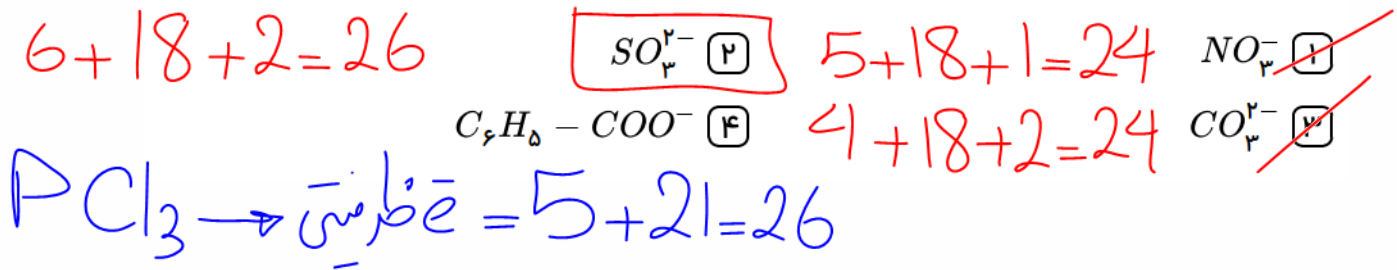 6+18+2=26 SO۳۲− ۲ 5+18+1=24 NO۳− ۱
C۶H۵ − COO− ۴ 4+18+2=24 CO۳۲− ۳
PCl3 → e̅ = 5+21=26